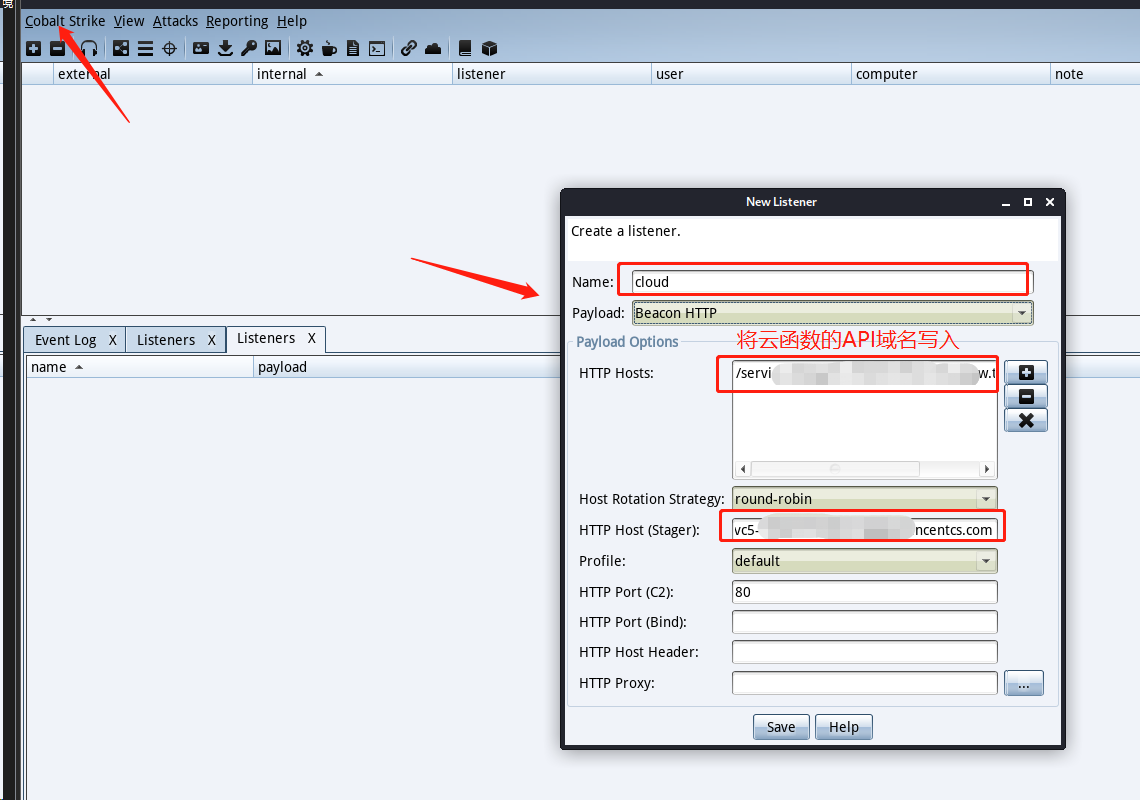 Cobalt Strike View Attacks Reporting Help
external internal listener user computer note
New Listener
Create a listener.
Name: cloud
Payload: Beacon HTTP
将云函数的API域名写入
Payload Options
HTTP Hosts: /servi w.t
Host Rotation Strategy: round-robin
HTTP Host (Stager): vc5- ncentcs.com
Profile: default
HTTP Port (C2): 80
HTTP Port (Bind):
HTTP Host Header:
HTTP Proxy:
...
Save Help
Event Log X Listeners X Listeners X
name payload